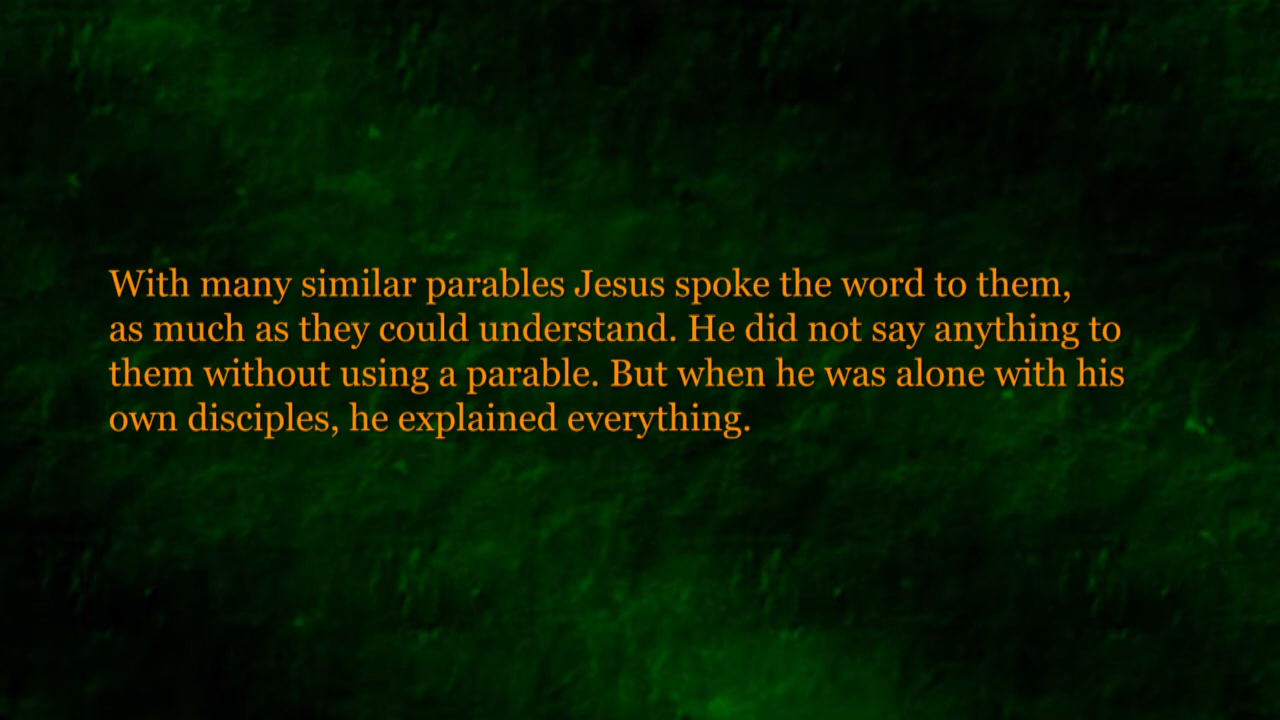 With many similar parables Jesus spoke the word to them,
as much as they could understand. He did not say anything to
them without using a parable. But when he was alone with his
own disciples, he explained everything.